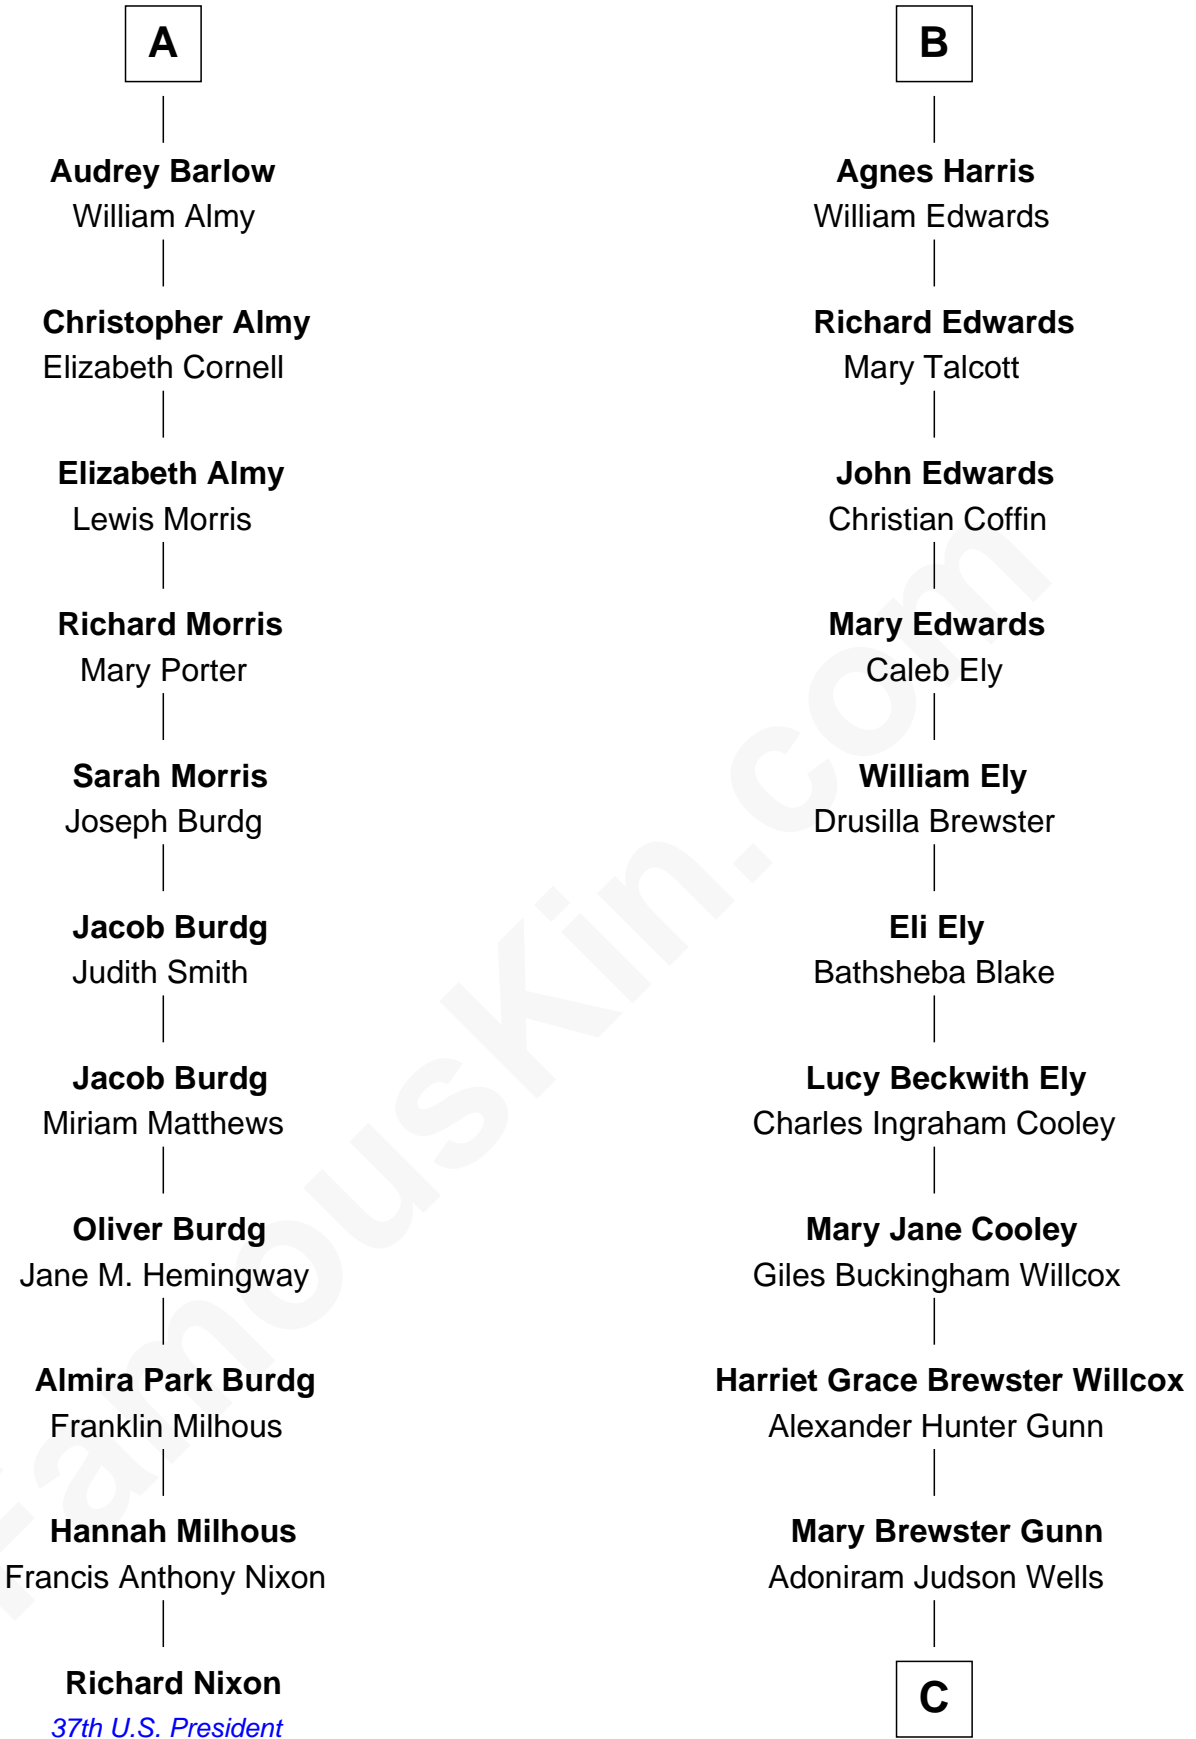 A
Audrey Barlow
William Almy
Christopher Almy
Elizabeth Cornell
Elizabeth Almy
Lewis Morris
Richard Morris
Mary Porter
Sarah Morris
Joseph Burdg
Jacob Burdg
Judith Smith
Jacob Burdg
Miriam Matthews
Oliver Burdg
Jane M. Hemingway
Almira Park Burdg
Franklin Milhous
Hannah Milhous
Francis Anthony Nixon
Richard Nixon
37th U.S. President
B
Agnes Harris
William Edwards
Richard Edwards
Mary Talcott
John Edwards
Christian Coffin
Mary Edwards
Caleb Ely
William Ely
Drusilla Brewster
Eli Ely
Bathsheba Blake
Lucy Beckwith Ely
Charles Ingraham Cooley
Mary Jane Cooley
Giles Buckingham Willcox
Harriet Grace Brewster Willcox
Alexander Hunter Gunn
Mary Brewster Gunn
Adoniram Judson Wells
C
FamousKin.com